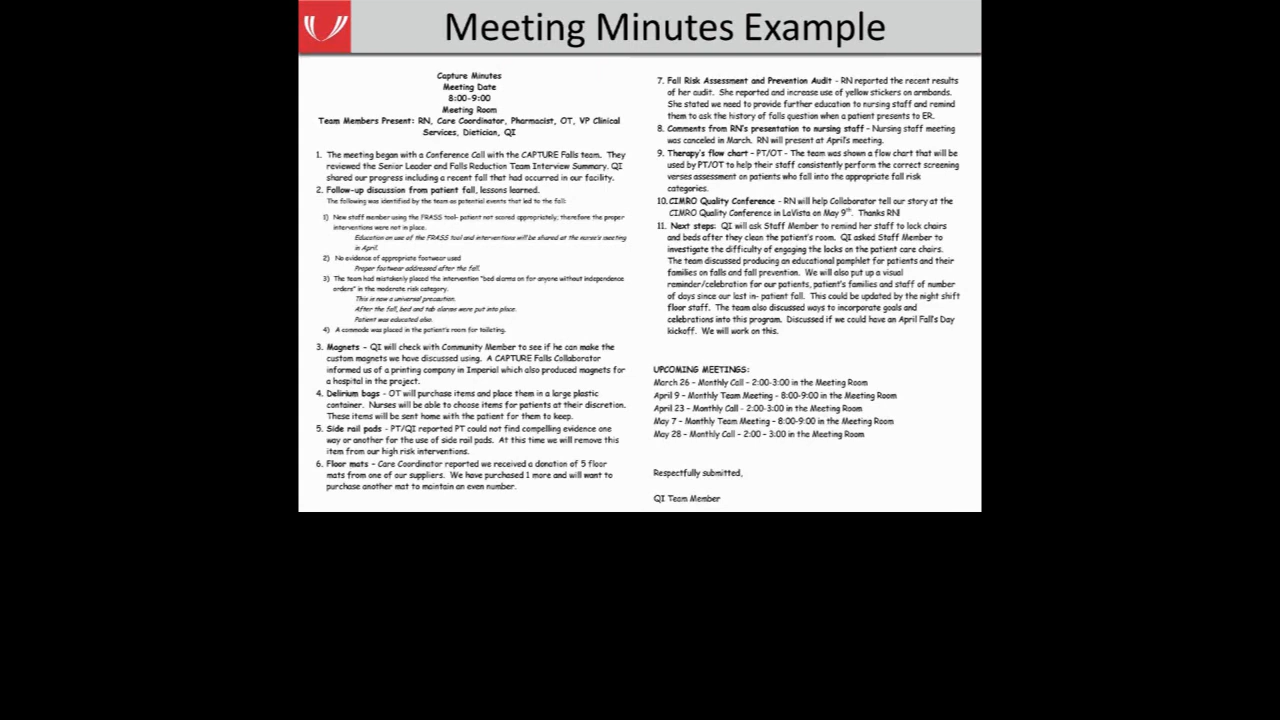 Meeting Minutes Example
Capture Minutes
Meeting Date
8:00-9:00
Meeting Room
Team Members Present: RN, Care Coordinator, Pharmacist, OT, VP Clinical
Services, Dietician, QI
1. The meeting began with a Conference Call with the CAPTURE Falls team. They
reviewed the Senior Leader and Falls Reduction Team Interview Summary. QI
shared our progress including a recent fall that had occurred in our facility.
2. Follow-up discussion from patient fall, lessons learned.
The following was identified by the team as potential events that led to the fall:
1) New staff member using the FRASS tool- patient not scored appropriately; therefore the proper
interventions were not in place.
Education on use of the FRASS tool and interventions will be shared at the nurse's meeting
in April.
2) No evidence of appropriate footwear used
Proper footwear addressed after the fall.
3) The team had mistakenly placed the intervention "bed alarms on for anyone without independence
orders" in the moderate risk category.
This is now a universal precaution.
After the fall, bed and tab alarms were put into place.
Patient was educated also.
4) A commode was placed in the patient's room for toileting.
3. Magnets - QI will check with Community Member to see if he can make the
custom magnets we have discussed using. A CAPTURE Falls Collaborator
informed us of a printing company in Imperial which also produced magnets for
a hospital in the project.
4. Delirium bags - OT will purchase items and place them in a large plastic
container. Nurses will be able to choose items for patients at their discretion.
These items will be sent home with the patient for them to keep.
5. Side rail pads - PT/QI reported PT could not find compelling evidence one
way or another for the use of side rail pads. At this time we will remove this
item from our high risk interventions.
6. Floor mats - Care Coordinator reported we received a donation of 5 floor
mats from one of our suppliers. We have purchased 1 more and will want to
purchase another mat to maintain an even number.
7. Fall Risk Assessment and Prevention Audit - RN reported the recent results
of her audit. She reported and increase use of yellow stickers on armbands.
She stated we need to provide further education to nursing staff and remind
them to ask the history of falls question when a patient presents to ER.
8. Comments from RN's presentation to nursing staff - Nursing staff meeting
was canceled in March. RN will present at April's meeting.
9. Therapy's flow chart - PT/OT - The team was shown a flow chart that will be
used by PT/OT to help their staff consistently perform the correct screening
verses assessment on patients who fall into the appropriate fall risk
categories.
10. CIMRO Quality Conference - RN will help Collaborator tell our story at the
CIMRO Quality Conference in LaVista on May 9th. Thanks RN!
11. Next steps: QI will ask Staff Member to remind her staff to lock chairs
and beds after they clean the patient's room. QI asked Staff Member to
investigate the difficulty of engaging the locks on the patient care chairs.
The team discussed producing an educational pamphlet for patients and their
families on falls and fall prevention. We will also put up a visual
reminder/celebration for our patients, patient's families and staff of number
of days since our last in- patient fall. This could be updated by the night shift
floor staff. The team also discussed ways to incorporate goals and
celebrations into this program. Discussed if we could have an April Fall's Day
kickoff. We will work on this.
UPCOMING MEETINGS:
March 26 - Monthly Call - 2:00-3:00 in the Meeting Room
April 9 - Monthly Team Meeting - 8:00-9:00 in the Meeting Room
April 23 - Monthly Call - 2:00-3:00 in the Meeting Room
May 7 - Monthly Team Meeting - 8:00-9:00 in the Meeting Room
May 28 - Monthly Call - 2:00 - 3:00 in the Meeting Room
Respectfully submitted,
QI Team Member